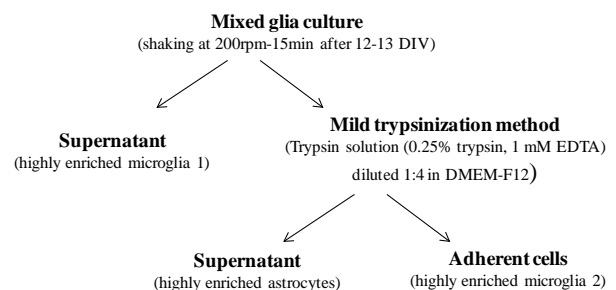 Mixed glia culture
(shaking at 200rpm-15min after 12-13 DIV)
Supernatant
(highly enriched microglia 1)
Mild trypsinization method
(Trypsin solution (0.25% trypsin, 1 mM EDTA)
diluted 1:4 in DMEM-F12)
Supernatant
(highly enriched astrocytes)
Adherent cells
(highly enriched microglia 2)